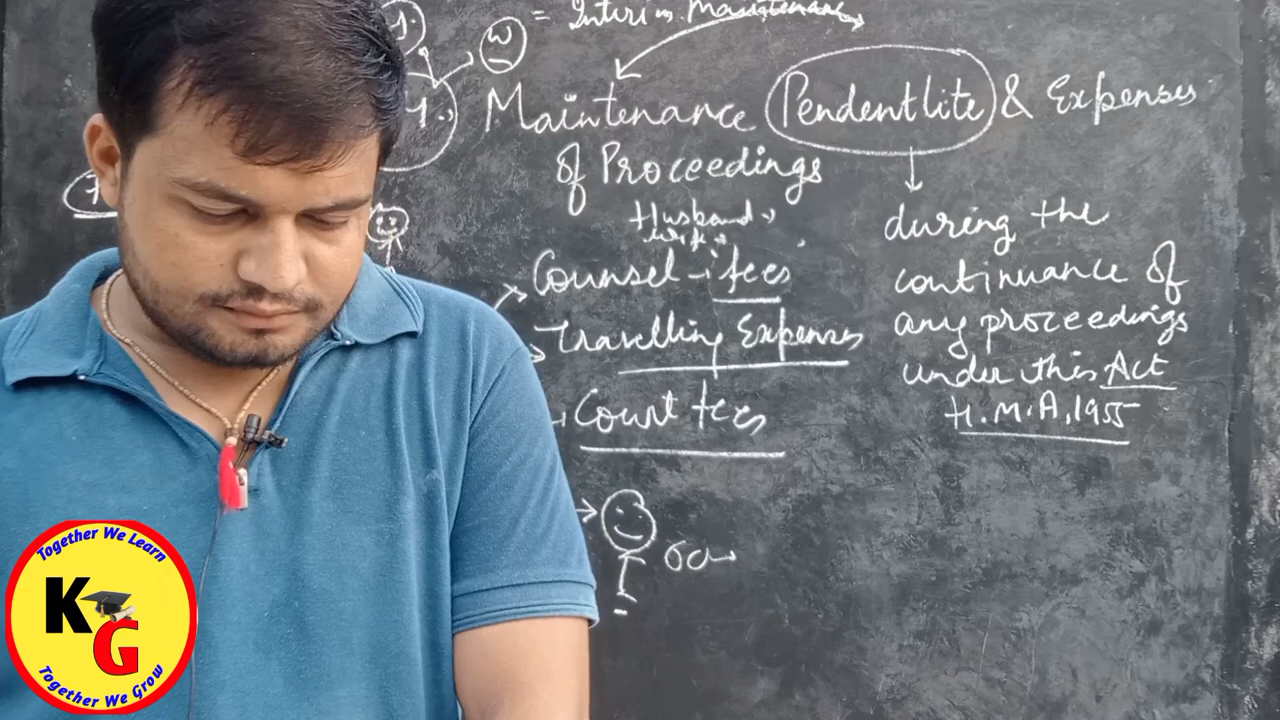 W = Interim Maintenance
Maintenance Pendentlite & Expenses
of Proceedings
Husband
wife
Counsel - fees
Travelling Expenses
Court fees
during the
continuance of
any proceedings
under this Act
H.M.A, 1955
Together We Learn
KG
Together We Grow